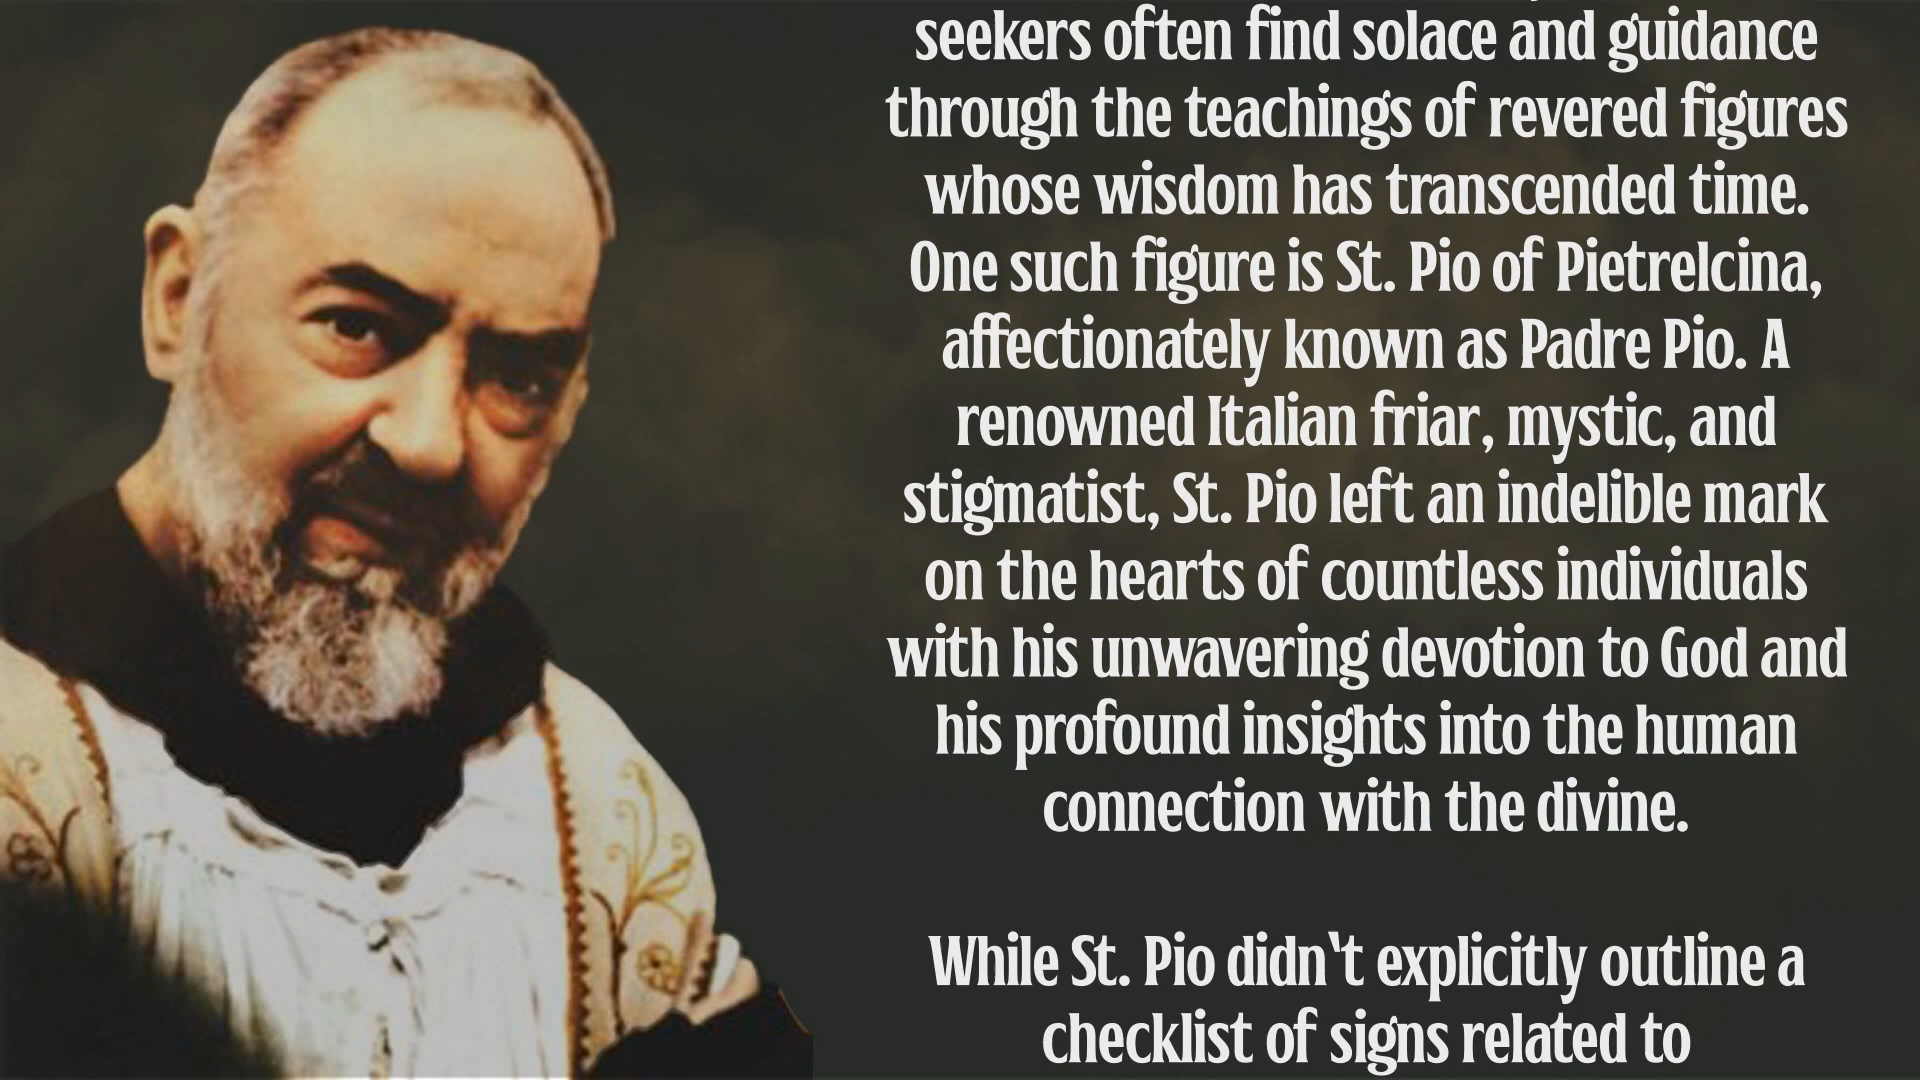 seekers often find solace and guidance
through the teachings of revered figures
whose wisdom has transcended time.
One such figure is St. Pio of Pietrelcina,
affectionately known as Padre Pio. A
renowned Italian friar, mystic, and
stigmatist, St. Pio left an indelible mark
on the hearts of countless individuals
with his unwavering devotion to God and
his profound insights into the human
connection with the divine.
While St. Pio didn't explicitly outline a
checklist of signs related to